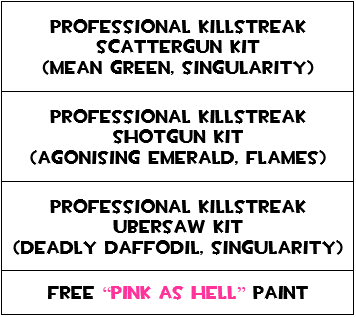 PROFESSIONAL KILLSTREAK
SCATTERGUN KIT
(MEAN GREEN, SINGULARITY)
PROFESSIONAL KILLSTREAK
SHOTGUN KIT
(AGONISING EMERALD, FLAMES)
PROFESSIONAL KILLSTREAK
UBERSAW KIT
(DEADLY DAFFODIL, SINGULARITY)
FREE “PINK AS HELL” PAINT